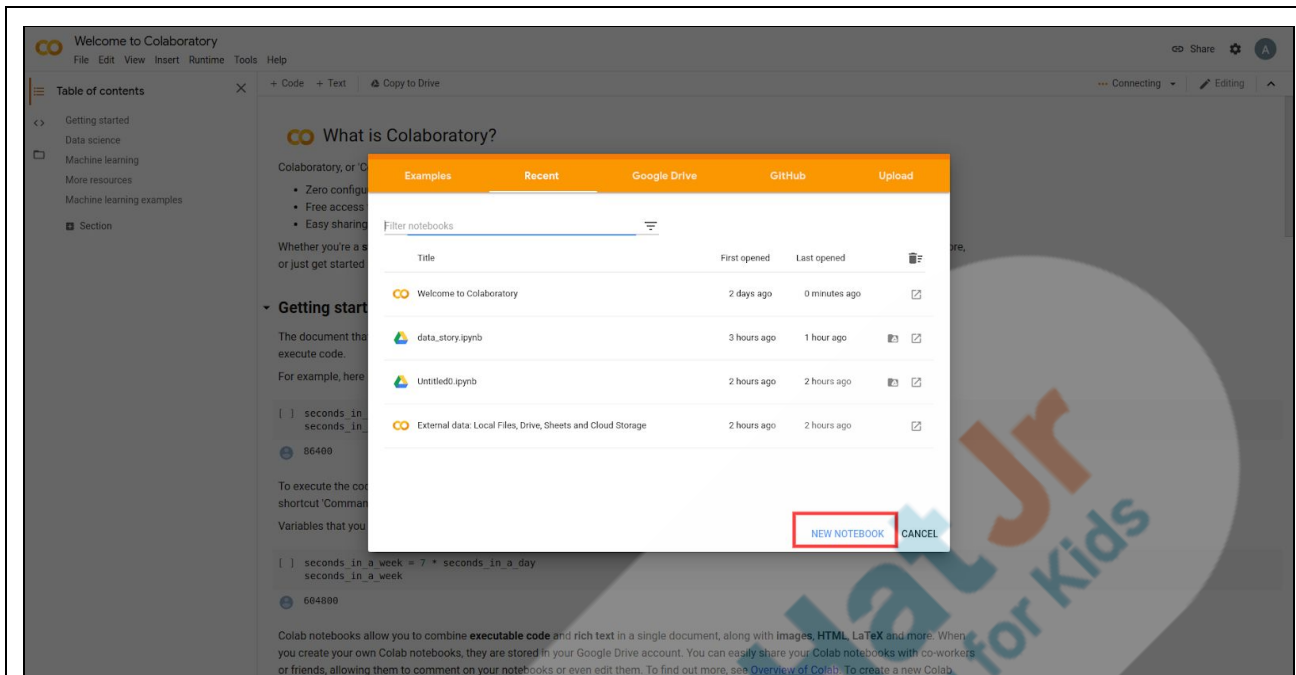 Welcome to Colaboratory
File Edit View Insert Runtime Tools Help
Share
A
Table of contents
+ Code + Text Copy to Drive
Connecting
Editing
Getting started
Data science
Machine learning
More resources
Machine learning examples
Section
What is Colaboratory?
Colaboratory, or 'C
Zero configu
Free access
Easy sharing
Whether you're a s
re,
or just get started
Getting start
The document tha
execute code.
For example, here
[ ] seconds_in_
seconds_in_
86400
To execute the cod
shortcut 'Comman
Variables that you
[ ] seconds_in_a_week = 7 * seconds_in_a_day
seconds_in_a_week
604800
Colab notebooks allow you to combine executable code and rich text in a single document, along with images, HTML, LaTeX and more. When
you create your own Colab notebooks, they are stored in your Google Drive account. You can easily share your Colab notebooks with co-workers
or friends, allowing them to comment on your notebooks or even edit them. To find out more, see Overview of Colab. To create a new Colab
Examples Recent Google Drive GitHub Upload
Filter notebooks
Title First opened Last opened
Welcome to Colaboratory 2 days ago 0 minutes ago
data_story.ipynb 3 hours ago 1 hour ago
Untitled0.ipynb 2 hours ago 2 hours ago
External data: Local Files, Drive, Sheets and Cloud Storage 2 hours ago 2 hours ago
NEW NOTEBOOK CANCEL
Hat Jr
for Kids